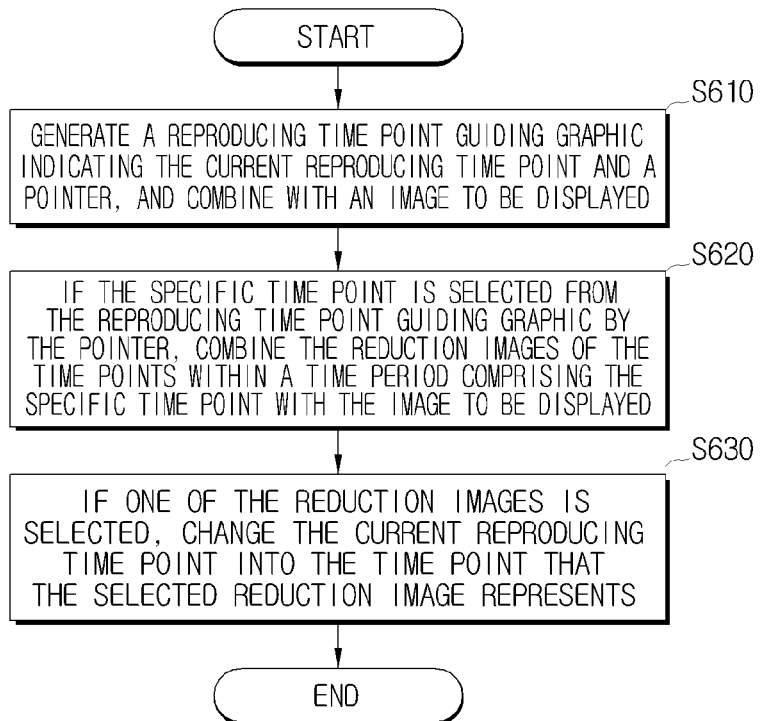 START
S610
GENERATE A REPRODUCING TIME POINT GUIDING GRAPHIC
INDICATING THE CURRENT REPRODUCING TIME POINT AND A
POINTER, AND COMBINE WITH AN IMAGE TO BE DISPLAYED
S620
IF THE SPECIFIC TIME POINT IS SELECTED FROM
THE REPRODUCING TIME POINT GUIDING GRAPHIC BY
THE POINTER, COMBINE THE REDUCTION IMAGES OF THE
TIME POINTS WITHIN A TIME PERIOD COMPRISING THE
SPECIFIC TIME POINT WITH THE IMAGE TO BE DISPLAYED
S630
IF ONE OF THE REDUCTION IMAGES IS
SELECTED, CHANGE THE CURRENT REPRODUCING
TIME POINT INTO THE TIME POINT THAT
THE SELECTED REDUCTION IMAGE REPRESENTS
END